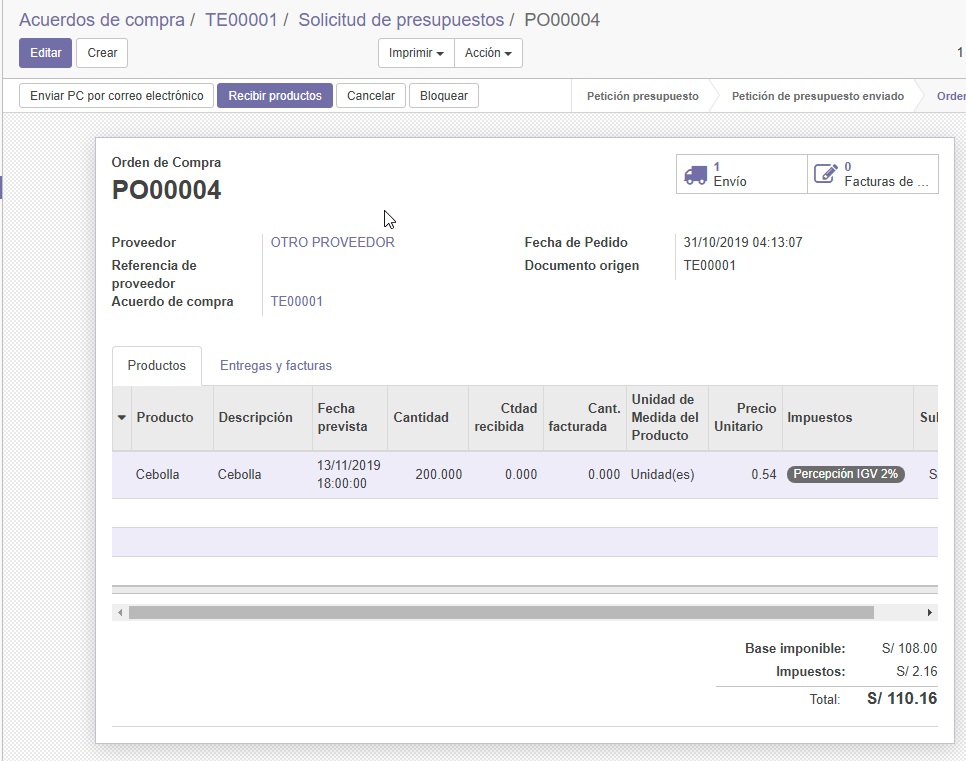 Acuerdos de compra / TE00001 / Solicitud de presupuestos / PO00004
Editar Crear Imprimir Acción 1
Enviar PC por correo electrónico Recibir productos Cancelar Bloquear Petición presupuesto Petición de presupuesto enviado Orden
Orden de Compra
PO00004
1
Envío
0
Facturas de ...
Proveedor OTRO PROVEEDOR
Referencia de
proveedor
Acuerdo de compra TE00001
Fecha de Pedido 31/10/2019 04:13:07
Documento origen TE00001
Productos Entregas y facturas
Producto
Descripción
Fecha
prevista
Cantidad
Ctdad
recibida
Cant.
facturada
Unidad de
Medida del
Producto
Precio
Unitario
Impuestos
Sul
Cebolla
Cebolla
13/11/2019
18:00:00
200.000
0.000
0.000
Unidad(es)
0.54
Percepción IGV 2%
S
Base imponible: S/ 108.00
Impuestos: S/ 2.16
Total: S/ 110.16